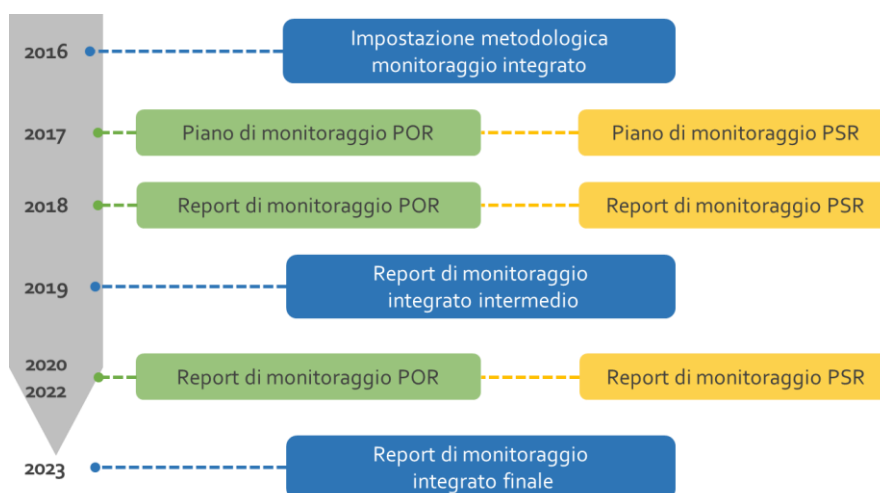 2016
Impostazione metodologica
monitoraggio integrato
2017
Piano di monitoraggio POR
Piano di monitoraggio PSR
2018
Report di monitoraggio POR
Report di monitoraggio PSR
2019
Report di monitoraggio
integrato intermedio
2020
2022
Report di monitoraggio POR
Report di monitoraggio PSR
2023
Report di monitoraggio
integrato finale